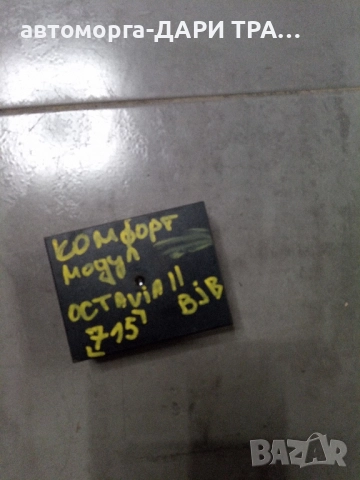 автоморга-ДАРИ ТРА...
комфорт
модул
OCTAViA II
BjB
"715"
BAZAR